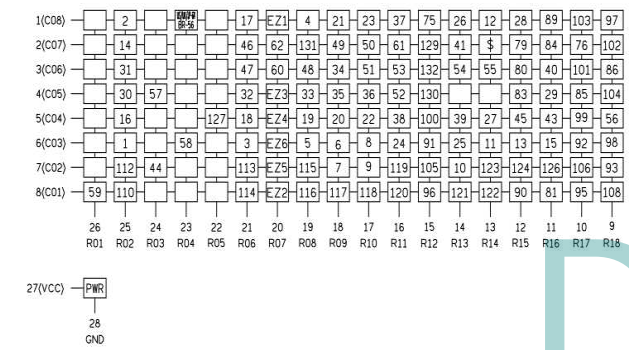 1(C08) 2 17 EZ1 4 21 23 37 75 26 12 28 89 103 97
2(C07) 14 46 62 131 49 50 61 129 41 $ 79 84 76 102
3(C06) 31 47 60 48 34 51 53 132 54 55 80 40 101 86
4(C05) 30 57 32 EZ3 33 35 36 52 130 83 29 85 104
5(C04) 16 127 18 EZ4 19 20 22 38 100 39 27 45 43 99 56
6(C03) 1 58 3 EZ6 5 6 8 24 91 25 11 13 15 92 98
7(C02) 112 44 113 EZ5 115 7 9 119 105 10 123 124 126 106 93
8(C01) 59 110 114 EZ2 116 117 118 120 96 121 122 90 81 95 108
26 25 24 23 22 21 20 19 18 17 16 15 14 13 12 11 10 9
R01 R02 R03 R04 R05 R06 R07 R08 R09 R10 R11 R12 R13 R14 R15 R16 R17 R18
27(VCC) PWR
28
GND